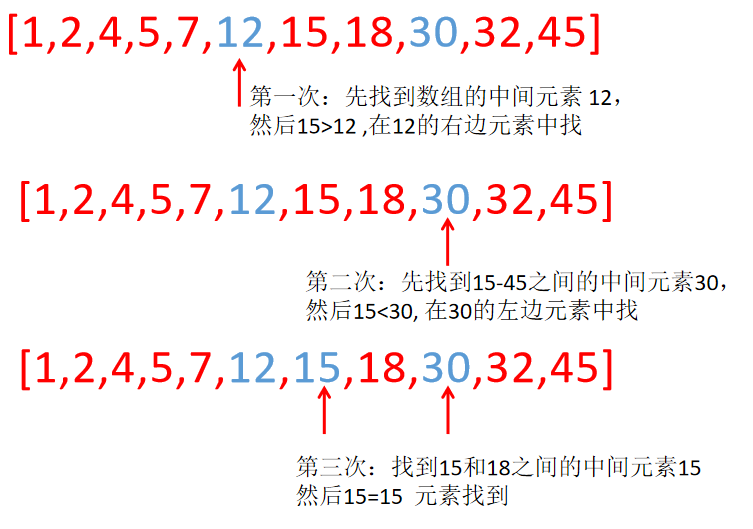 [1,2,4,5,7,12,15,18,30,32,45]
第一次：先找到数组的中间元素 12，
然后15>12 ,在12的右边元素中找
[1,2,4,5,7,12,15,18,30,32,45]
第二次：先找到15-45之间的中间元素30，
然后15<30, 在30的左边元素中找
[1,2,4,5,7,12,15,18,30,32,45]
第三次：找到15和18之间的中间元素15
然后15=15 元素找到